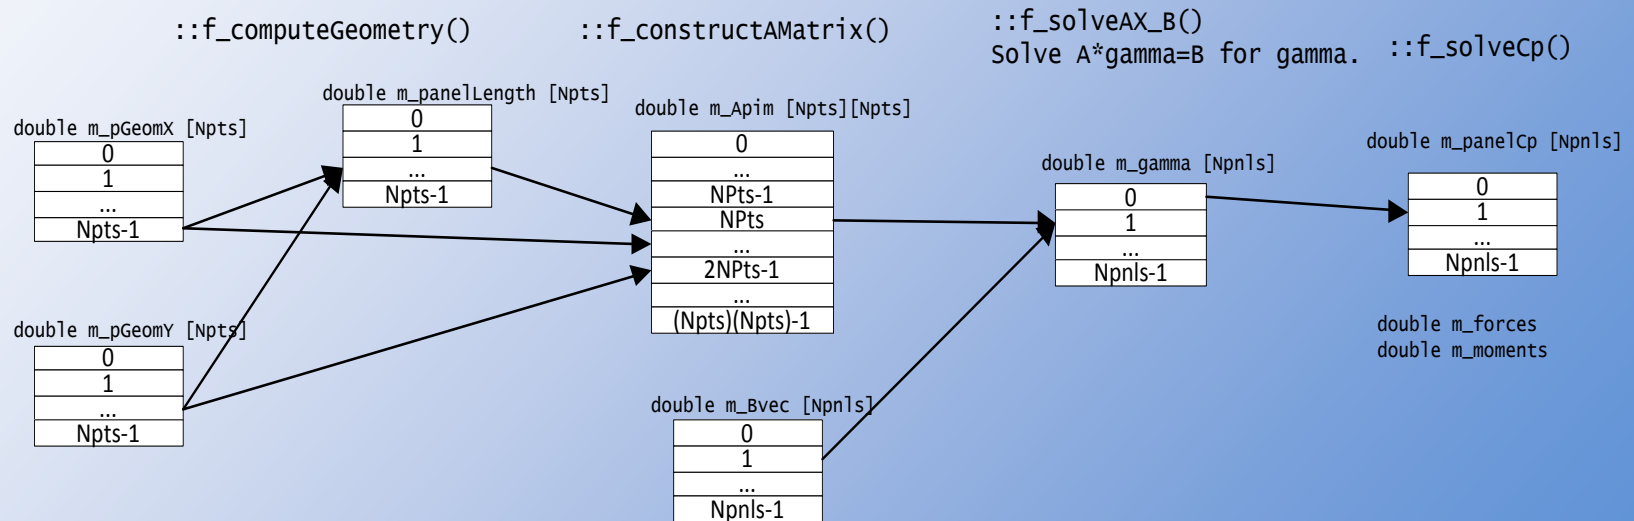 ::f_computeGeometry()
::f_constructAMatrix()
::f_solveAX_B()
Solve A*gamma=B for gamma.
::f_solveCp()
double m_pGeomX [Npts]
0
1
...
Npts-1
double m_pGeomY [Npts]
0
1
...
Npts-1
double m_panelLength [Npts]
0
1
...
Npts-1
double m_Apim [Npts][Npts]
0
...
NPts-1
NPts
...
2NPts-1
...
(Npts)(Npts)-1
double m_Bvec [Npnls]
0
1
...
Npnls-1
double m_gamma [Npnls]
0
1
...
Npnls-1
double m_panelCp [Npnls]
0
1
...
Npnls-1
double m_forces
double m_moments